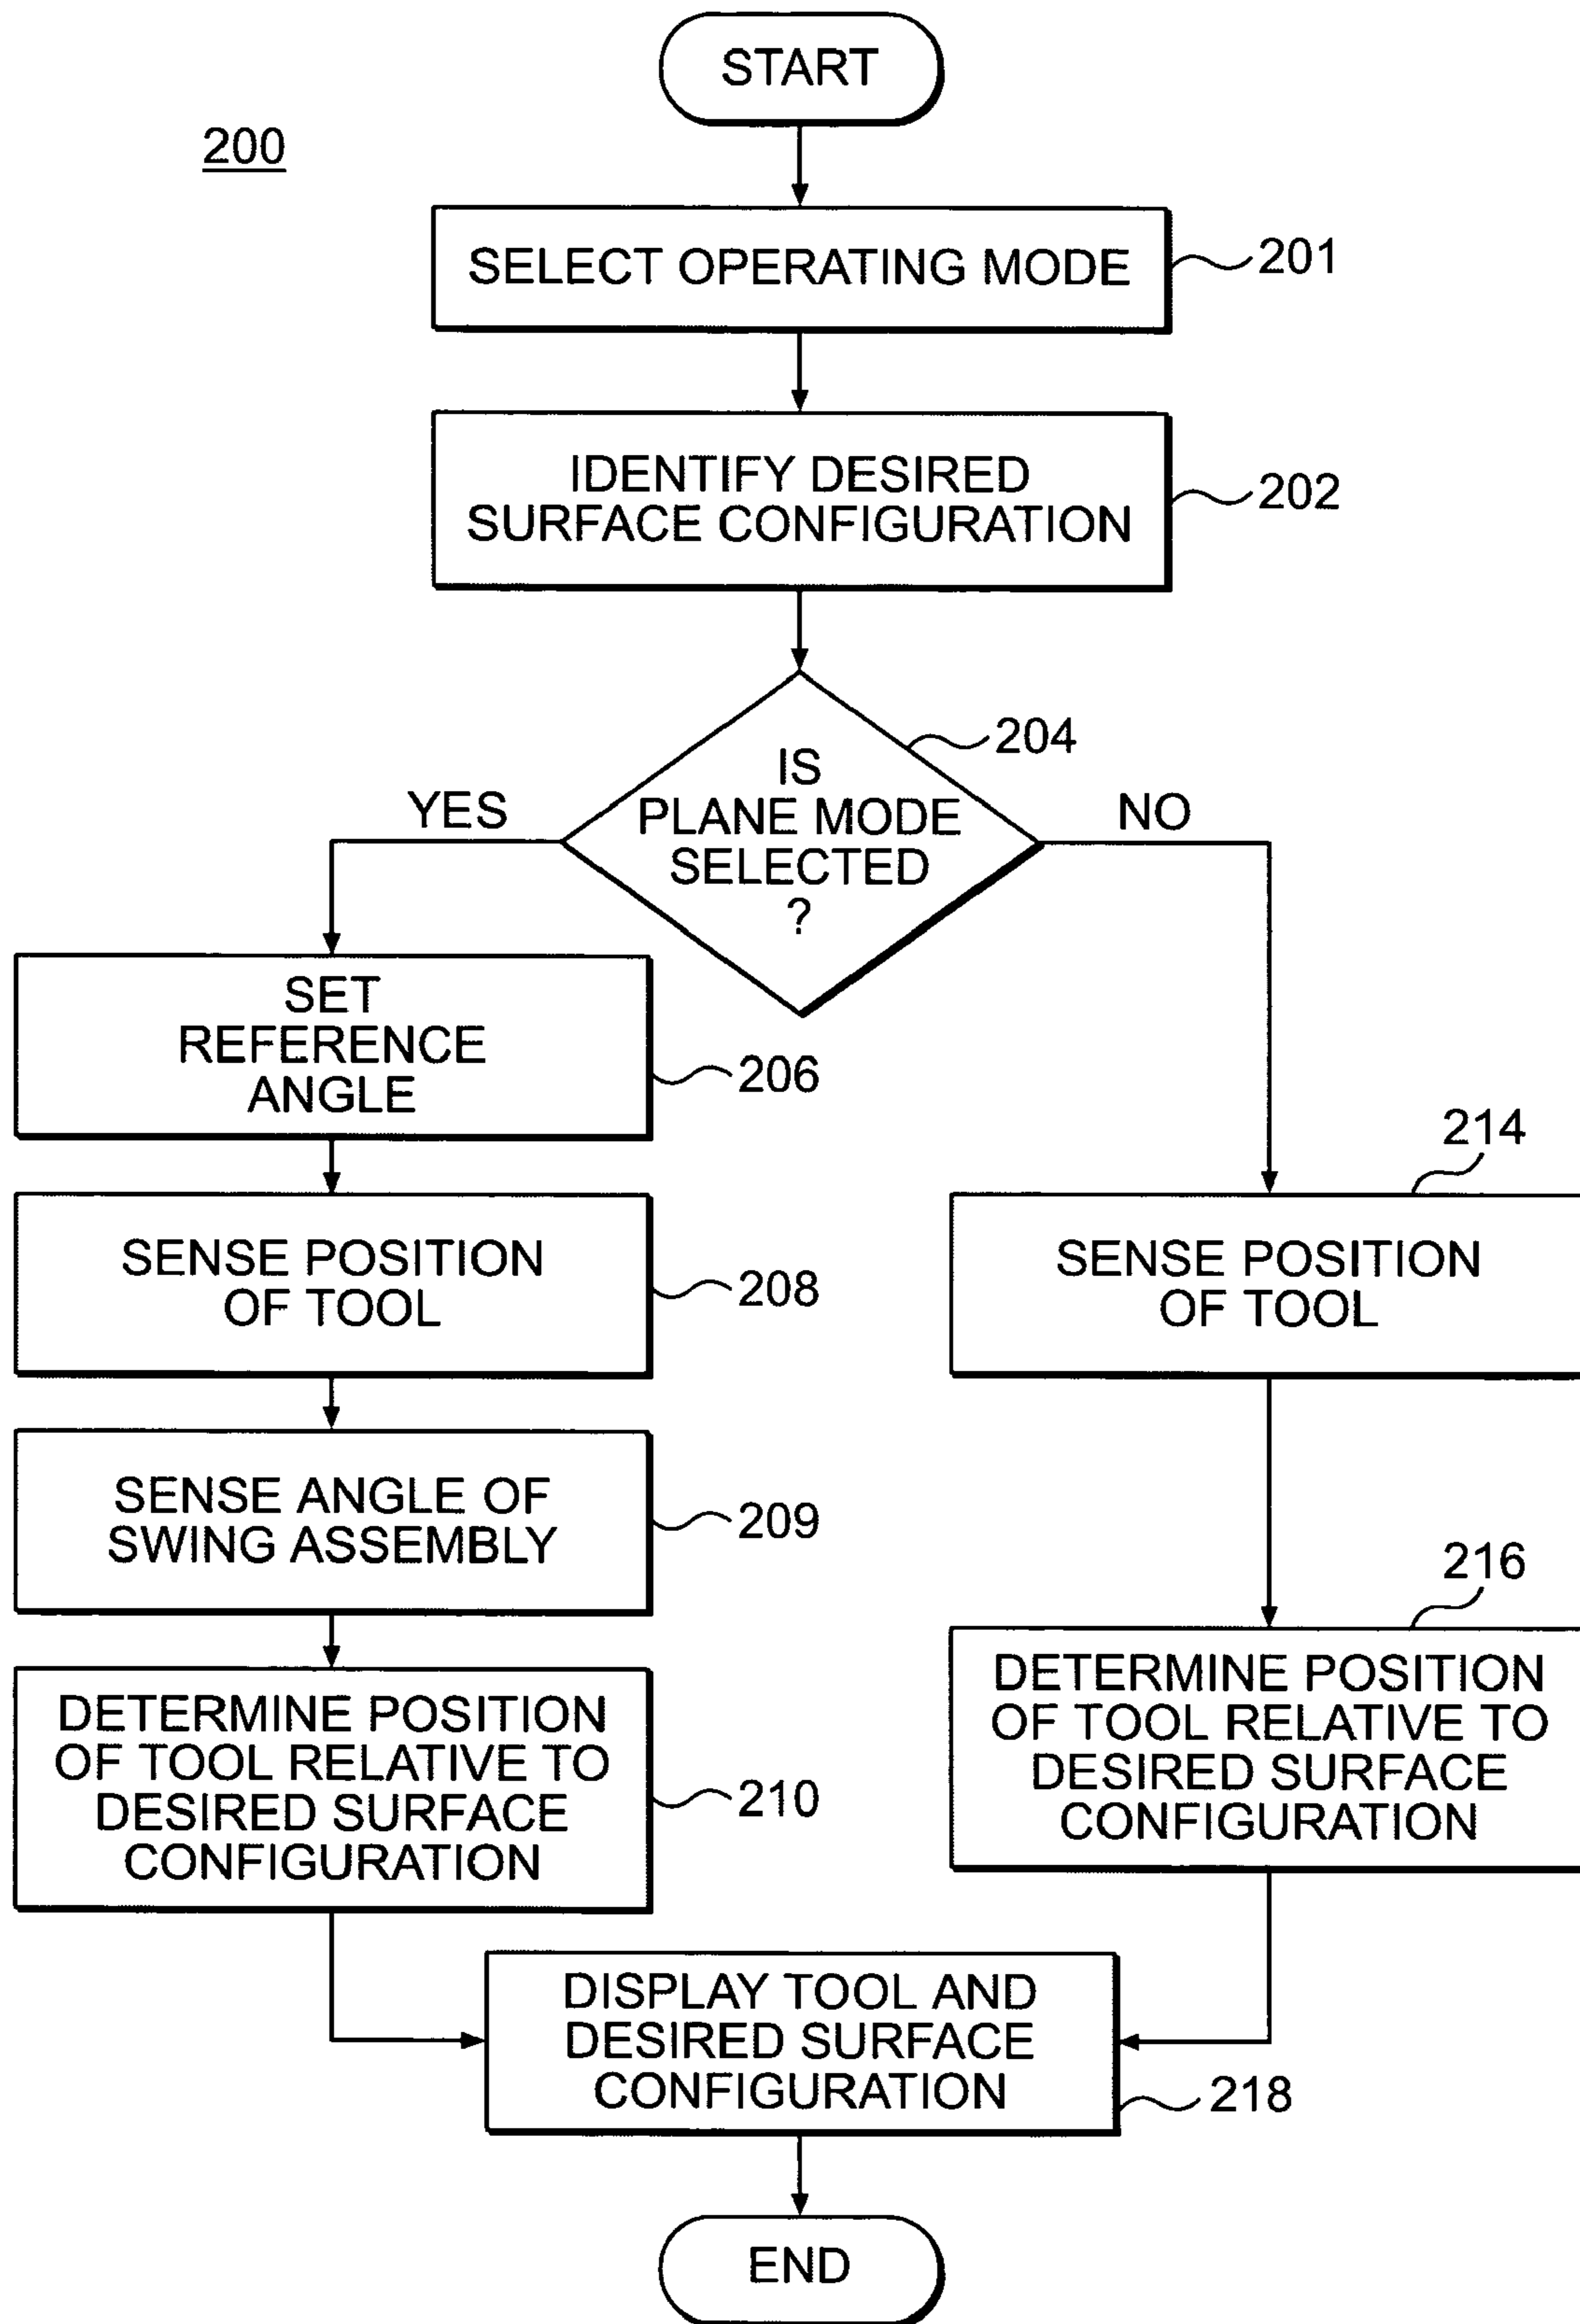 START
200
SELECT OPERATING MODE
201
IDENTIFY DESIRED
SURFACE CONFIGURATION
202
204
IS
PLANE MODE
SELECTED
?
YES
NO
SET
REFERENCE
ANGLE
206
SENSE POSITION
OF TOOL
208
SENSE ANGLE OF
SWING ASSEMBLY
209
DETERMINE POSITION
OF TOOL RELATIVE TO
DESIRED SURFACE
CONFIGURATION
210
214
SENSE POSITION
OF TOOL
216
DETERMINE POSITION
OF TOOL RELATIVE TO
DESIRED SURFACE
CONFIGURATION
DISPLAY TOOL AND
DESIRED SURFACE
CONFIGURATION
218
END